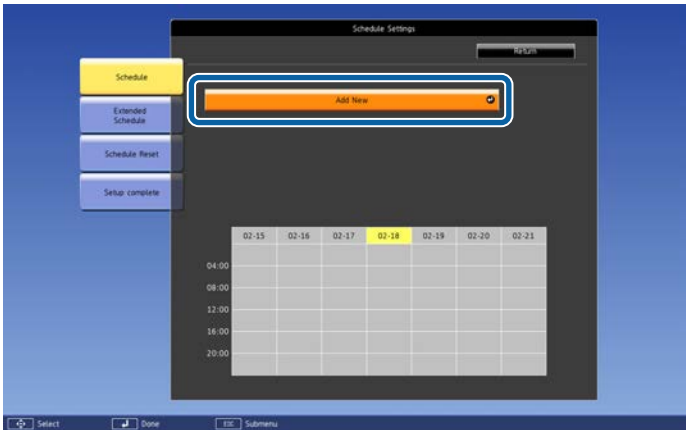 Schedule Settings
Return
Schedule
Add New
Extended
Schedule
Schedule Reset
Setup complete
02-15 02-16 02-17 02-18 02-19 02-20 02-21
04:00
08:00
12:00
16:00
20:00
Select Done ESC Submenu